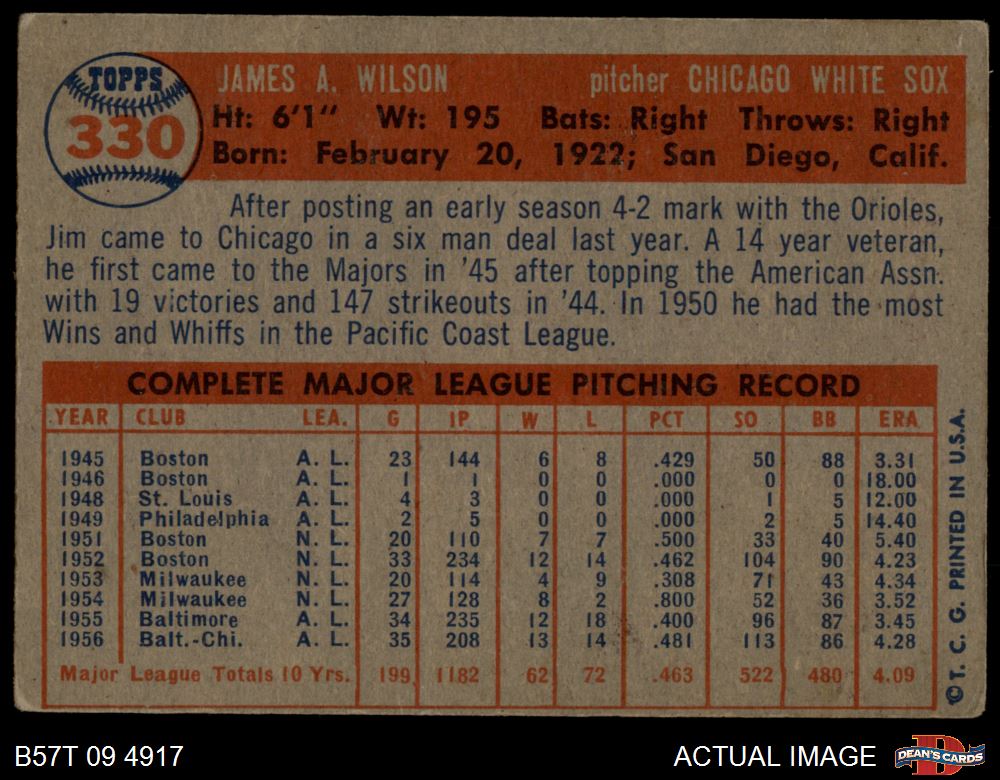 TOPPS
330
JAMES A. WILSON pitcher CHICAGO WHITE SOX
Ht: 6'1" Wt: 195 Bats: Right Throws: Right
Born: February 20, 1922; San Diego, Calif.
After posting an early season 4-2 mark with the Orioles,
Jim came to Chicago in a six man deal last year. A 14 year veteran,
he first came to the Majors in '45 after topping the American Assn.
with 19 victories and 147 strikeouts in '44. In 1950 he had the most
Wins and Whiffs in the Pacific Coast League.
COMPLETE MAJOR LEAGUE PITCHING RECORD
YEAR CLUB LEA. G IP W L PCT SO BB ERA
1945 Boston A. L. 23 144 6 8 .429 50 88 3.31
1946 Boston A. L. 1 1 0 0 .000 0 0 18.00
1948 St. Louis A. L. 4 3 0 0 .000 1 5 12.00
1949 Philadelphia A. L. 2 5 0 0 .000 2 5 14.40
1951 Boston N. L. 20 110 7 7 .500 33 40 5.40
1952 Boston N. L. 33 234 12 14 .462 104 90 4.23
1953 Milwaukee N. L. 20 114 4 9 .308 71 43 4.34
1954 Milwaukee N. L. 27 128 8 2 .800 52 36 3.52
1955 Baltimore A. L. 34 235 12 18 .400 96 87 3.45
1956 Balt.-Chi. A. L. 35 208 13 14 .481 113 86 4.28
Major League Totals 10 Yrs. 199 1182 62 72 .463 522 480 4.09
©T. C. G. PRINTED IN U.S.A.
B57T 09 4917 ACTUAL IMAGE
DEAN'S CARDS